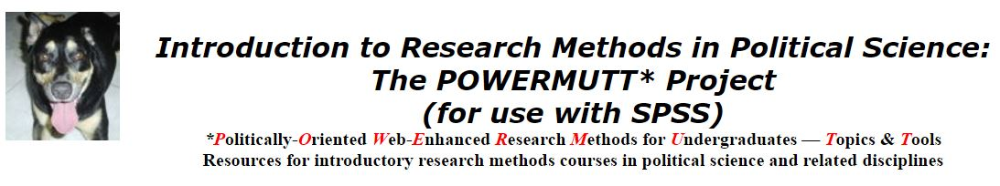 Introduction to Research Methods in Political Science:
The POWERMUTT* Project
(for use with SPSS)
*Politically-Oriented Web-Enhanced Research Methods for Undergraduates — Topics & Tools
Resources for introductory research methods courses in political science and related disciplines